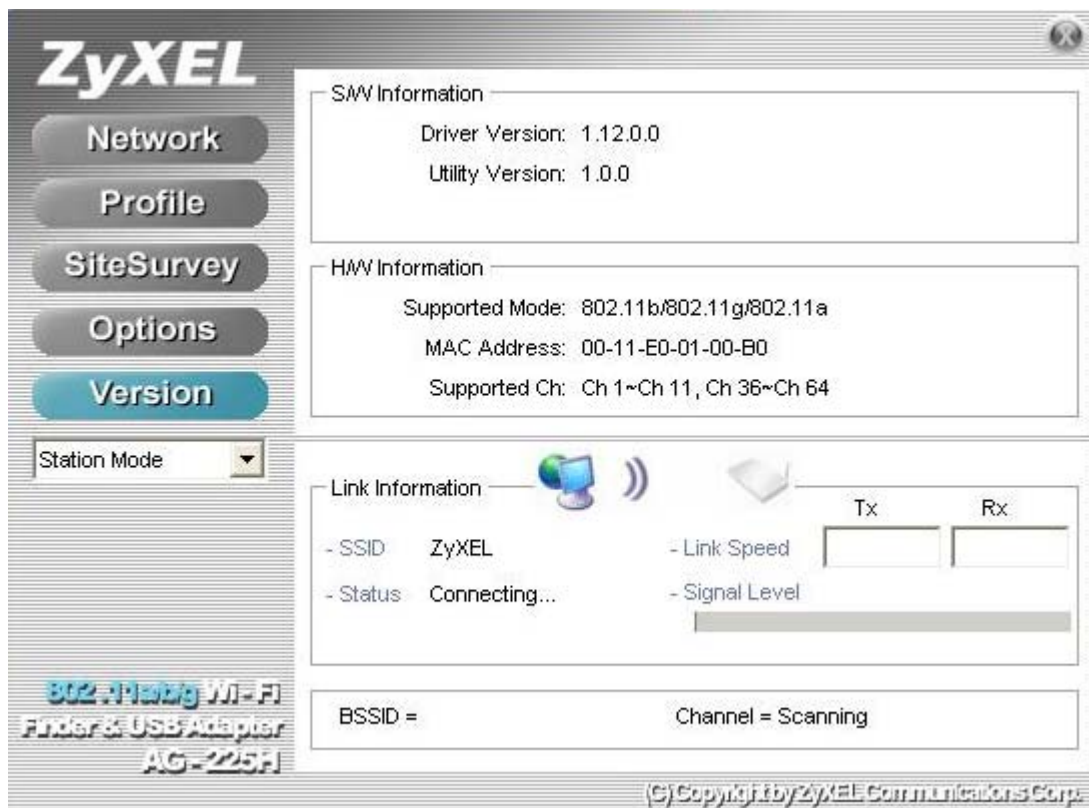 ZyXEL
Network
Profile
SiteSurvey
Options
Version
Station Mode
802.11a/b/g Wi-Fi
Finder & USB Adapter
AG-225H
S/W Information
Driver Version: 1.12.0.0
Utility Version: 1.0.0
H/W Information
Supported Mode: 802.11b/802.11g/802.11a
MAC Address: 00-11-E0-01-00-B0
Supported Ch: Ch 1~Ch 11, Ch 36~Ch 64
Link Information
Tx Rx
- SSID ZyXEL - Link Speed
- Status Connecting... - Signal Level
BSSID = Channel = Scanning
(C) Copyright by ZyXEL Communications Corp.